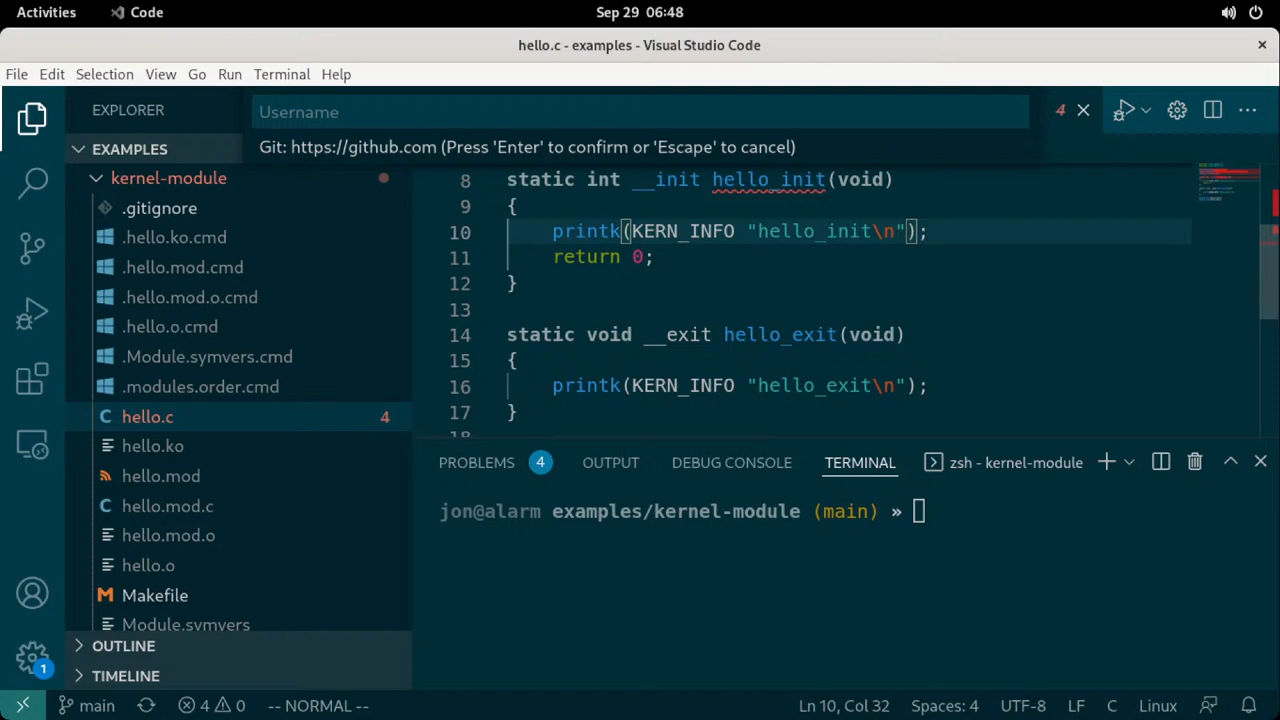 Activities Code Sep 29 06:48
hello.c - examples - Visual Studio Code
File Edit Selection View Go Run Terminal Help
EXPLORER
Username
4
Git: https://github.com (Press 'Enter' to confirm or 'Escape' to cancel)
EXAMPLES
kernel-module
.gitignore
.hello.ko.cmd
.hello.mod.cmd
.hello.mod.o.cmd
.hello.o.cmd
.Module.symvers.cmd
.modules.order.cmd
C hello.c 4
hello.ko
hello.mod
C hello.mod.c
hello.mod.o
hello.o
M Makefile
Module.symvers
OUTLINE
TIMELINE
1
8 static int __init hello_init(void)
9 {
10 printk(KERN_INFO "hello_init\n");
11 return 0;
12 }
13
14 static void __exit hello_exit(void)
15 {
16 printk(KERN_INFO "hello_exit\n");
17 }
18
PROBLEMS 4 OUTPUT DEBUG CONSOLE TERMINAL zsh - kernel-module
jon@alarm examples/kernel-module (main) »
main 4 0 -- NORMAL -- Ln 10, Col 32 Spaces: 4 UTF-8 LF C Linux